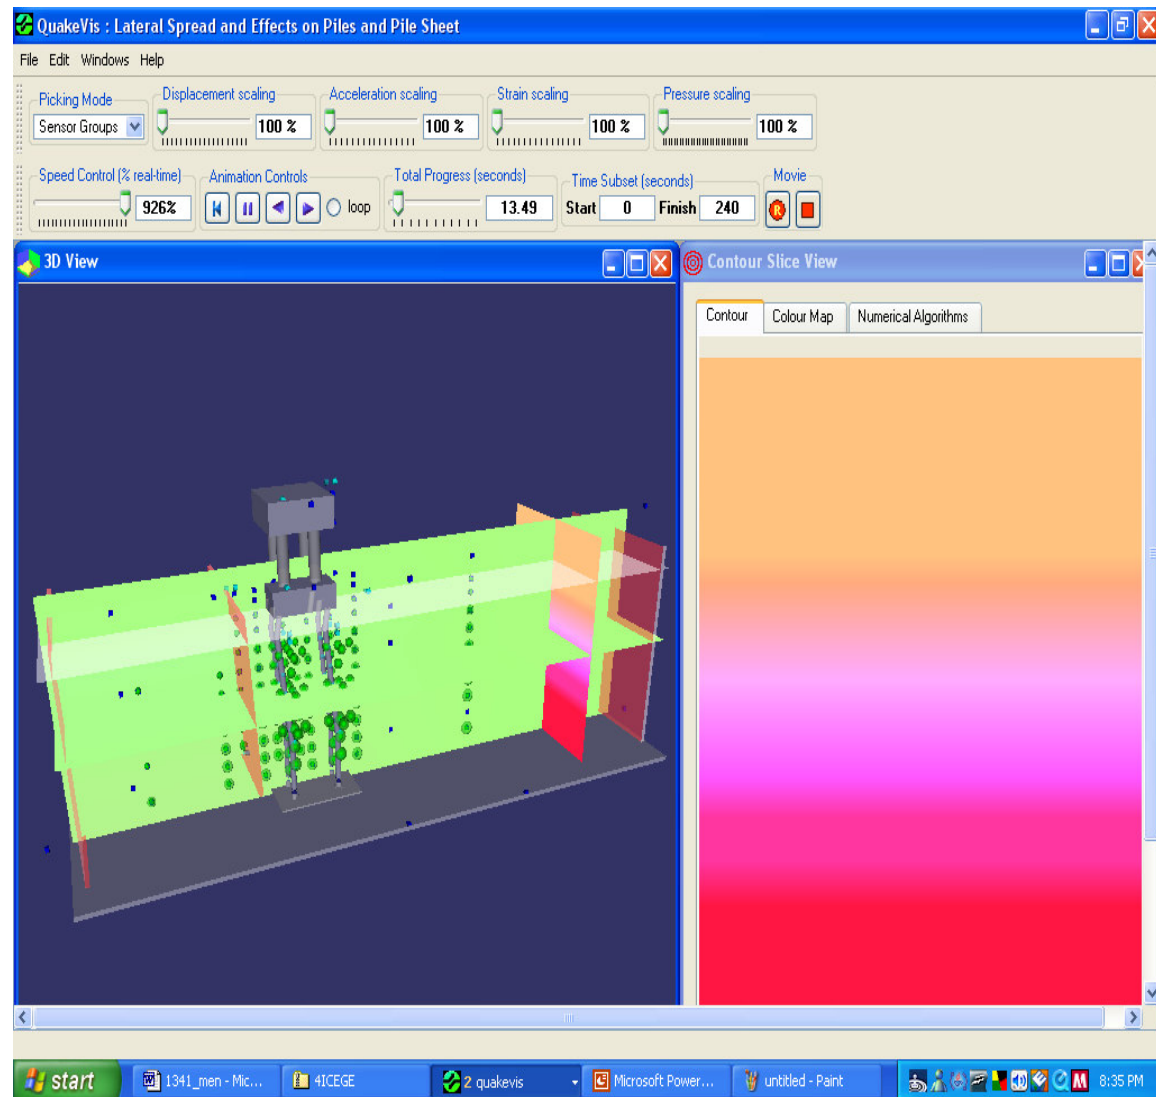 QuakeVis : Lateral Spread and Effects on Piles and Pile Sheet
File Edit Windows Help
Picking Mode Displacement scaling Acceleration scaling Strain scaling Pressure scaling
Sensor Groups 100 % 100 % 100 % 100 %
Speed Control (% real-time) Animation Controls Total Progress (seconds) Time Subset (seconds) Movie
926% loop 13.49 Start 0 Finish 240 R
3D View Contour Slice View
Contour Colour Map Numerical Algorithms
start 1341_men - Mic... 4ICEGE 2 quakevis Microsoft Power... untitled - Paint M 8:35 PM